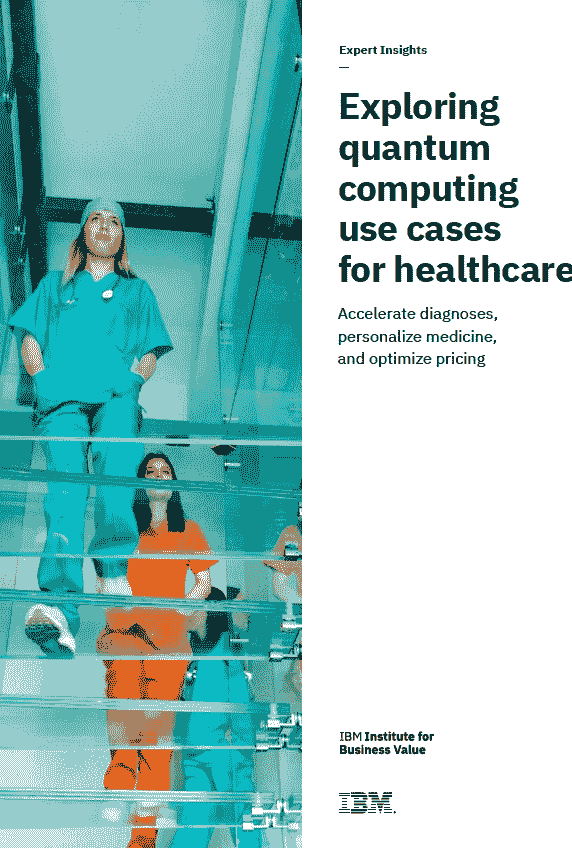 Expert Insights
Exploring
quantum
computing
use cases
for healthcare
Accelerate diagnoses,
personalize medicine,
and optimize pricing
IBM Institute for
Business Value
IBM.